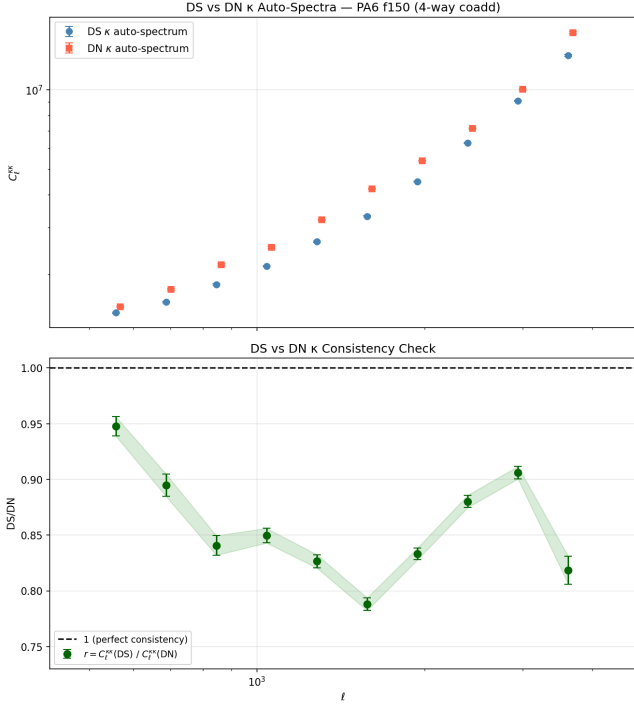 DS vs DN κ Auto-Spectra — PA6 f150 (4-way coadd)
DS κ auto-spectrum
DN κ auto-spectrum
10⁷
C_ℓ^κκ
DS vs DN κ Consistency Check
1.00
0.95
0.90
0.85
0.80
0.75
DS/DN
1 (perfect consistency)
r = C_ℓ^κκ(DS) / C_ℓ^κκ(DN)
10³
ℓ